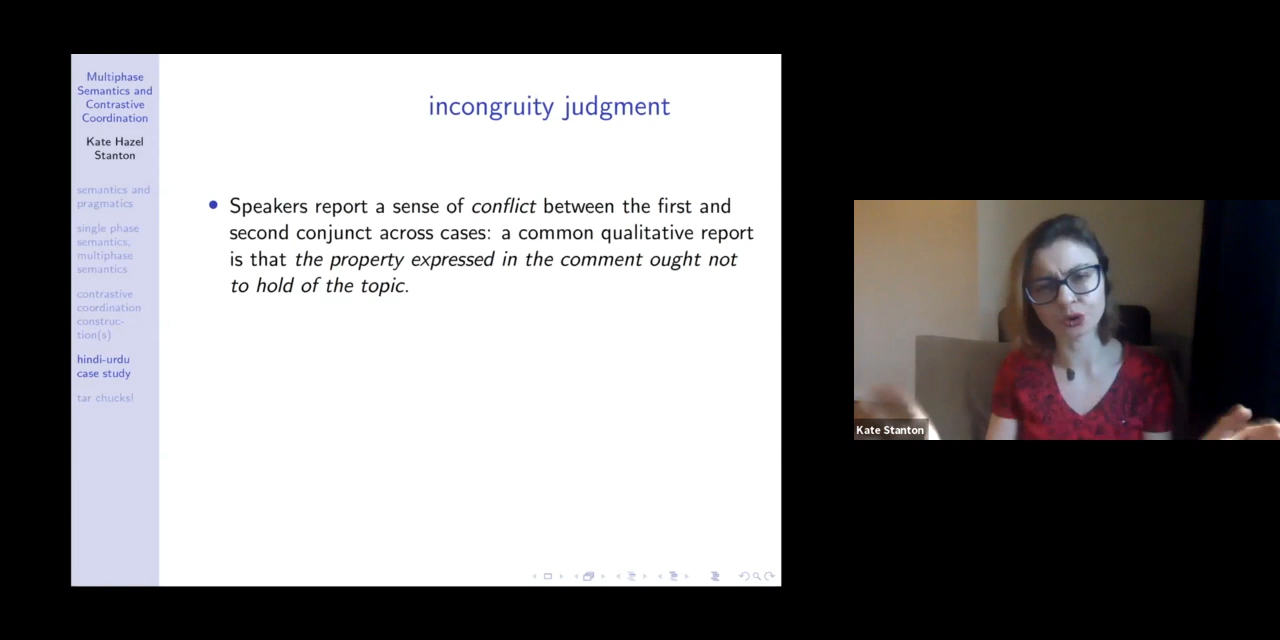 Multiphase
Semantics and
Contrastive
Coordination
Kate Hazel
Stanton
semantics and
pragmatics
single phase
semantics,
multiphase
semantics
contrastive
coordination
construc-
tion(s)
hindi-urdu
case study
tar chucks!
incongruity judgment
Speakers report a sense of conflict between the first and
second conjunct across cases: a common qualitative report
is that the property expressed in the comment ought not
to hold of the topic.
Kate Stanton